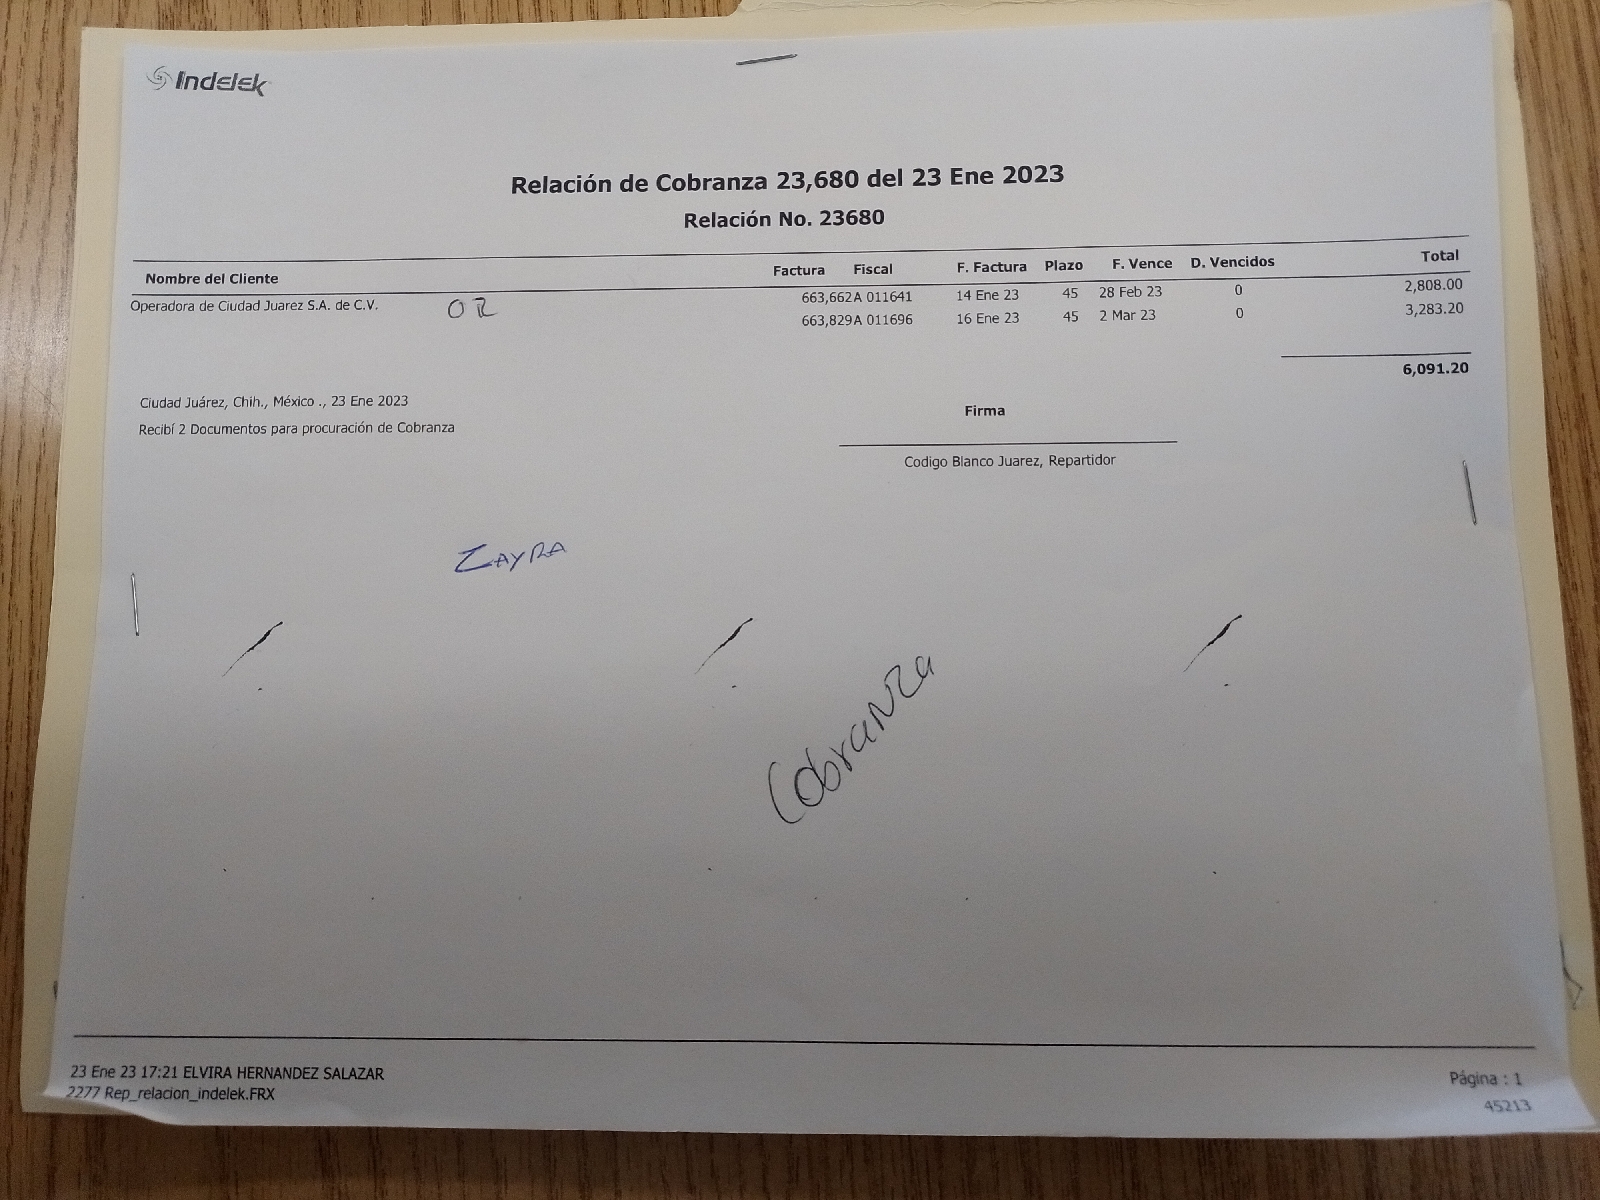 Indelek
Relación de Cobranza 23,680 del 23 Ene 2023
Relación No. 23680
Nombre del Cliente Factura Fiscal F. Factura Plazo F. Vence D. Vencidos Total
Operadora de Ciudad Juarez S.A. de C.V. OR 663,662A 011641 14 Ene 23 45 28 Feb 23 0 2,808.00
663,829A 011696 16 Ene 23 45 2 Mar 23 0 3,283.20
6,091.20
Ciudad Juárez, Chih., México ., 23 Ene 2023
Recibí 2 Documentos para procuración de Cobranza
Firma
Codigo Blanco Juarez, Repartidor
ZAYRA
Cobranza
23 Ene 23 17:21 ELVIRA HERNANDEZ SALAZAR
2277 Rep_relacion_indelek.FRX
Página : 1
45213